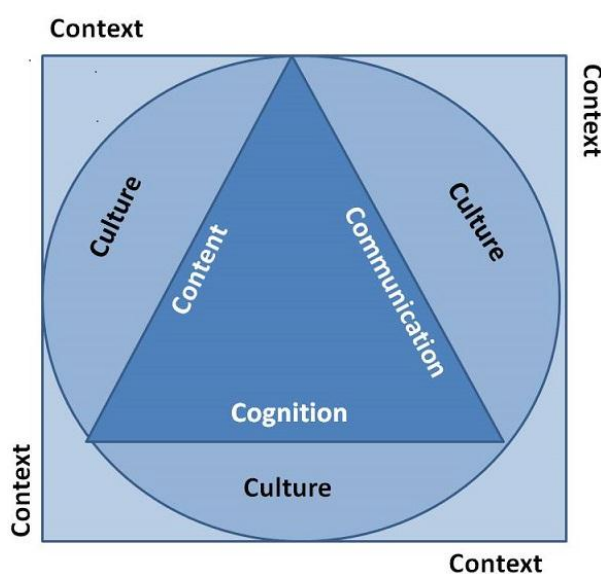 Context
Context
Culture
Culture
Content
Communication
Cognition
Culture
Context
Context